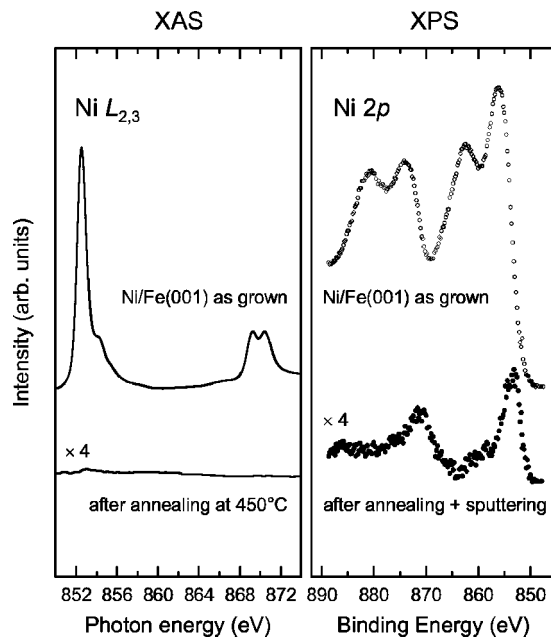 XAS
XPS
Intensity (arb. units)
Ni L2,3
Ni/Fe(001) as grown
× 4
after annealing at 450°C
852 856 860 864 868 872
Photon energy (eV)
Ni 2p
Ni/Fe(001) as grown
× 4
after annealing + sputtering
890 880 870 860 850
Binding Energy (eV)